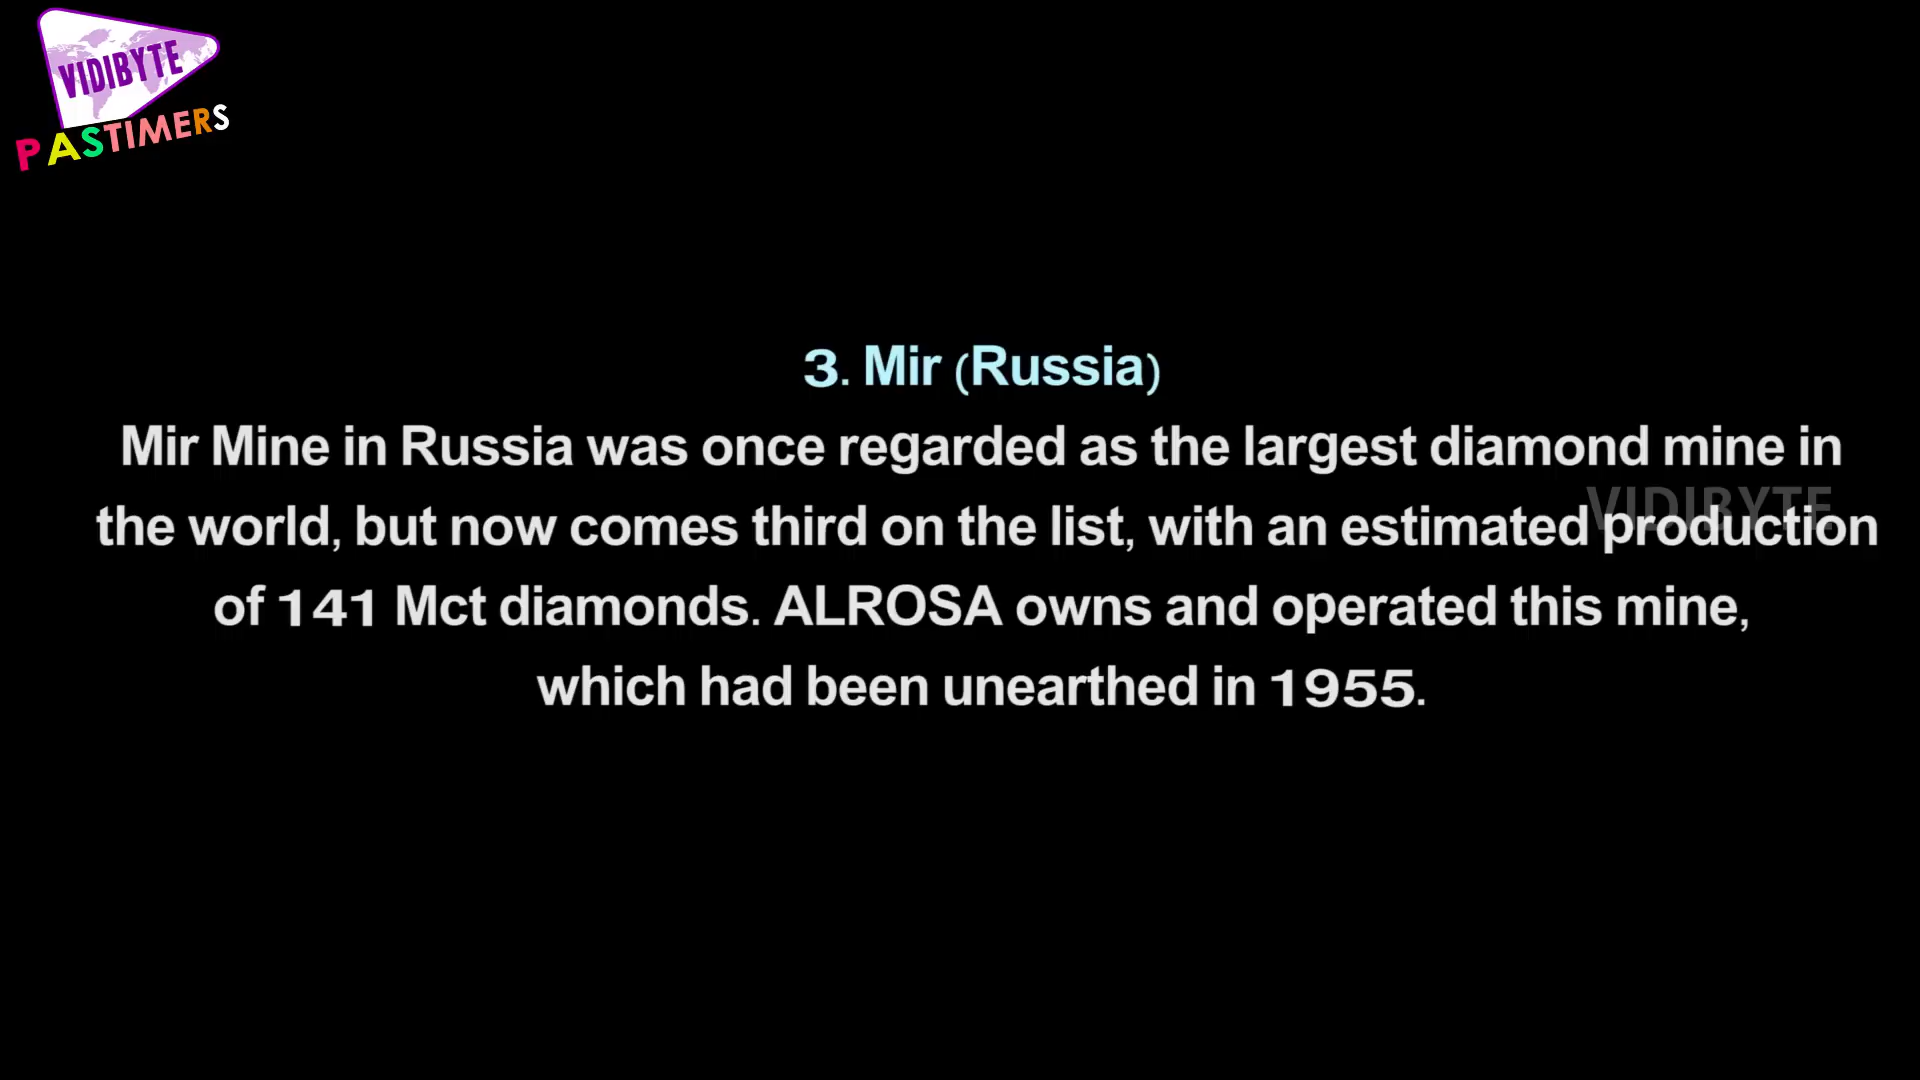 VIDIBYTE
PASTIMERS
3. Mir (Russia)
Mir Mine in Russia was once regarded as the largest diamond mine in
the world, but now comes third on the list, with an estimated production
of 141 Mct diamonds. ALROSA owns and operated this mine,
which had been unearthed in 1955.
VIDIBYTE